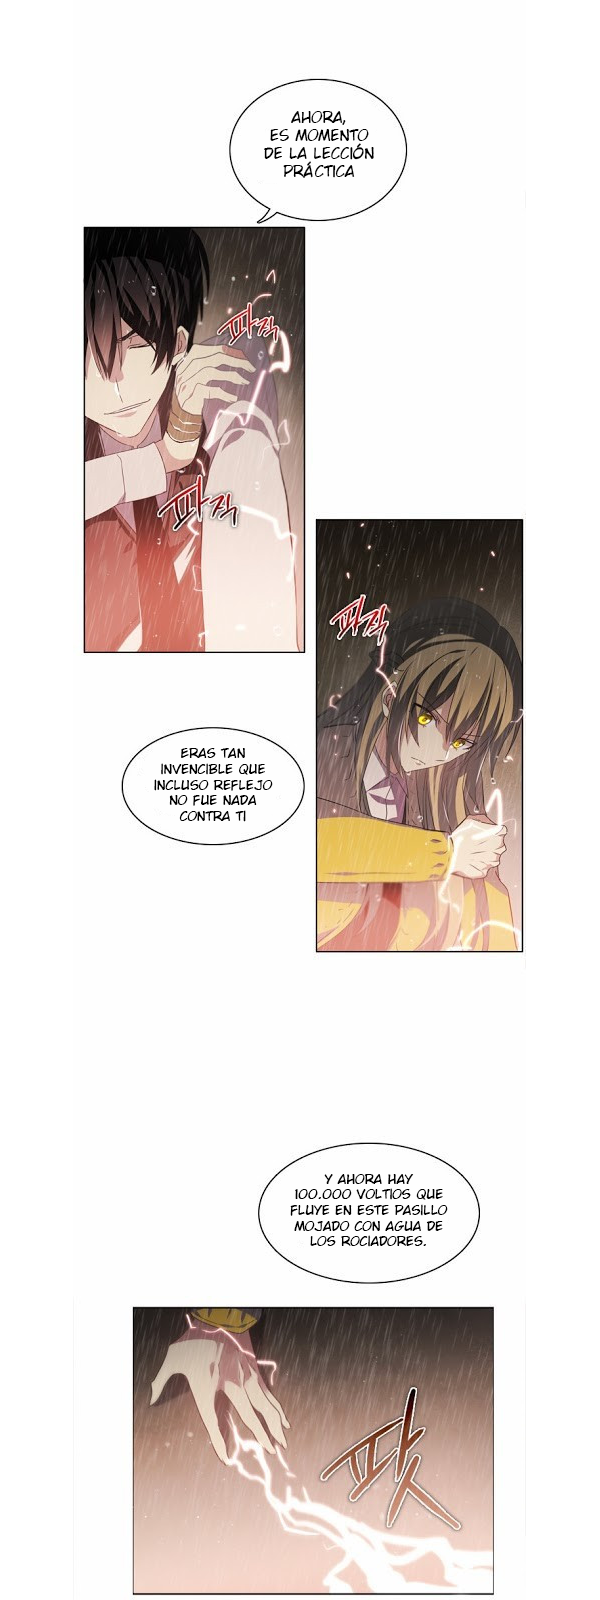 AHORA,
ES MOMENTO
DE LA LECCIÓN
PRÁCTICA
파직
파직
파직
ERAS TAN
INVENCIBLE QUE
INCLUSO REFLEJO
NO FUE NADA
CONTRA TI
Y AHORA HAY
100.000 VOLTIOS QUE
FLUYE EN ESTE PASILLO
MOJADO CON AGUA DE
LOS ROCIADORES.
파